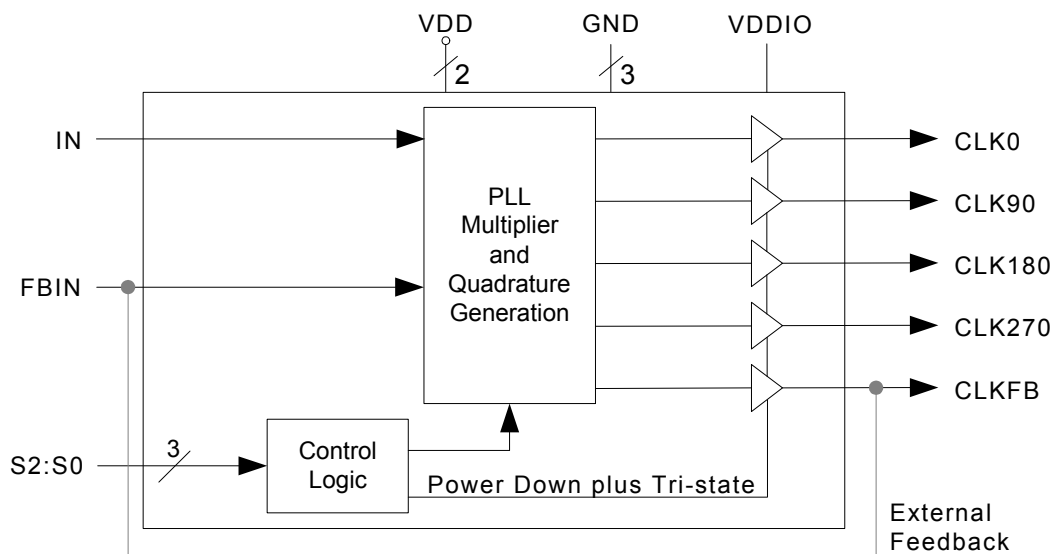 VDD
GND
VDDIO
2
3
IN
PLL
Multiplier
and
Quadrature
Generation
CLK0
CLK90
CLK180
FBIN
CLK270
CLKFB
S2:S0
3
Control
Logic
Power Down plus Tri-state
External
Feedback